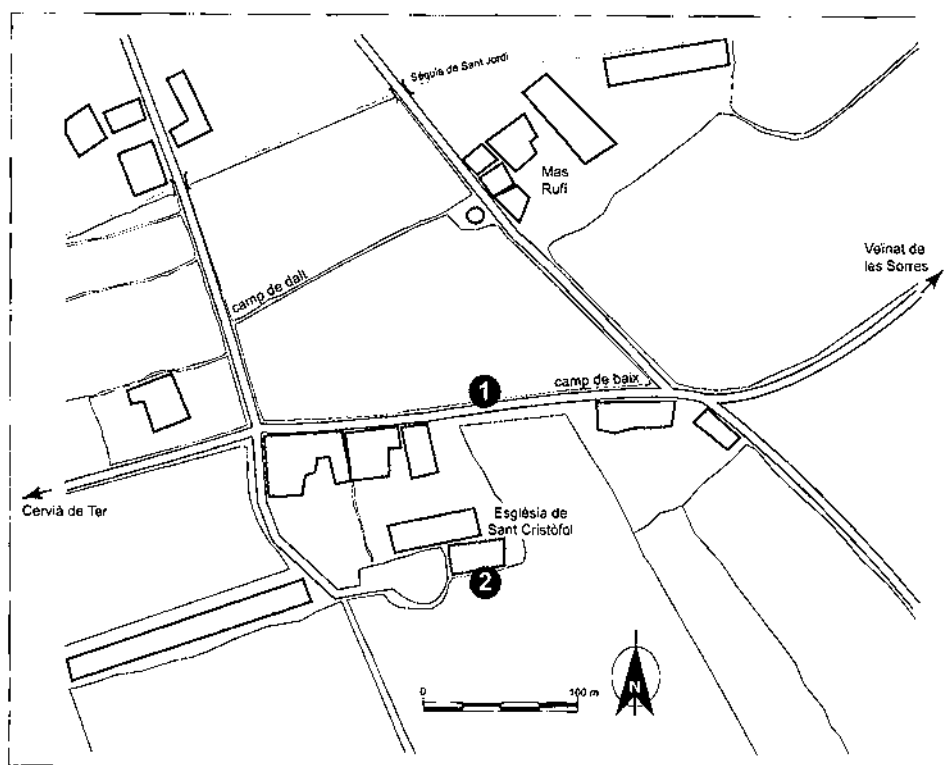 Séquia de Sant Jordi
Mas
Rufí
Veïnat de
les Sorres
camp de dalt
camp de baix
1
Cervià de Ter
Església de
Sant Cristòfol
2
N
0
100 m